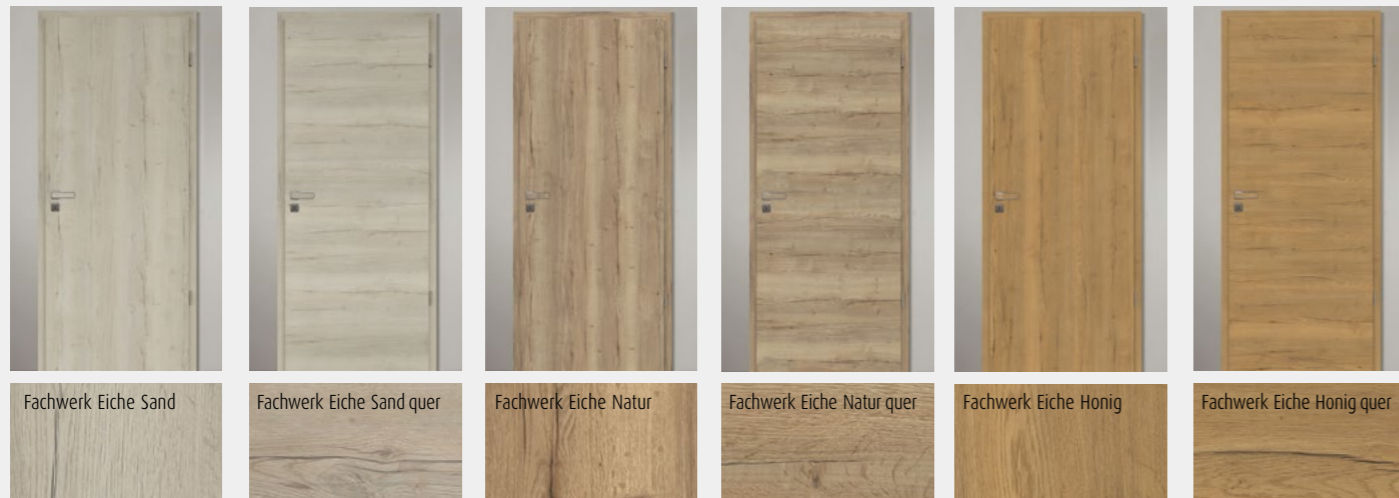 Fachwerk Eiche Sand
Fachwerk Eiche Sand quer
Fachwerk Eiche Natur
Fachwerk Eiche Natur quer
Fachwerk Eiche Honig
Fachwerk Eiche Honig quer